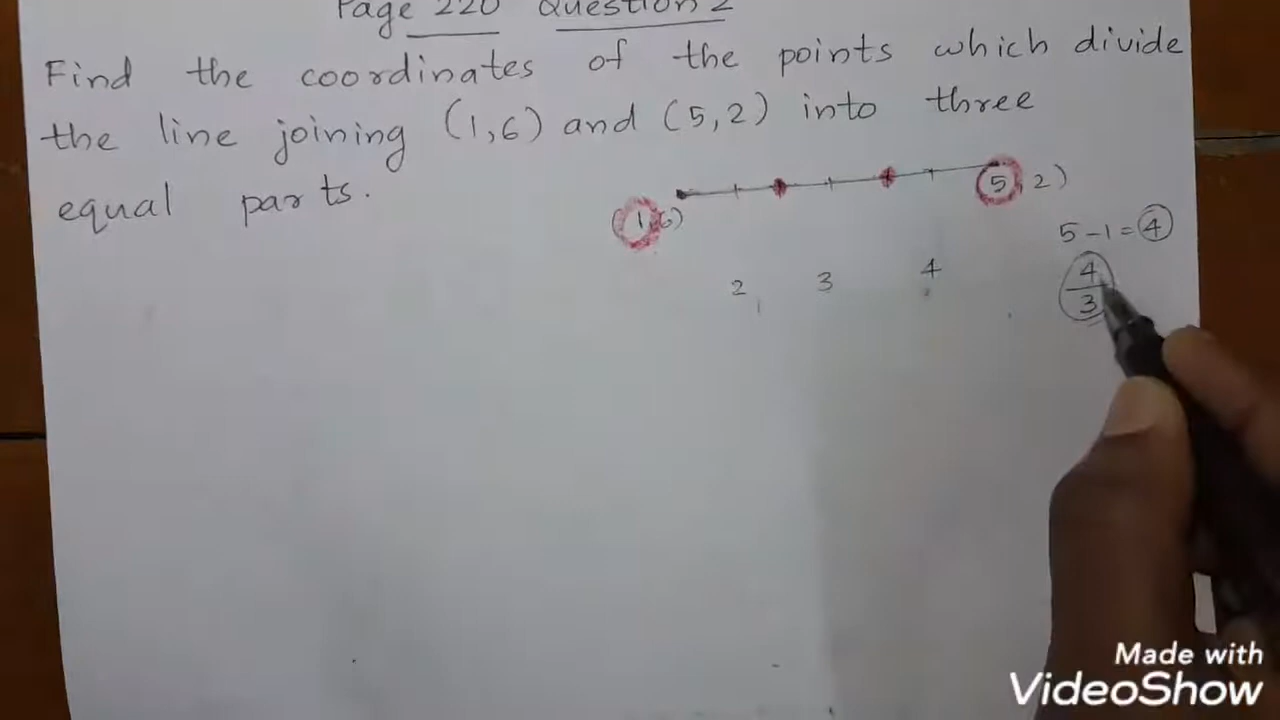 Page 220 Question 2
Find the coordinates of the points which divide
the line joining (1,6) and (5,2) into three
equal parts.
(1,6)
5, 2)
5-1=4
2 3 4
4
3
Made with
VideoShow